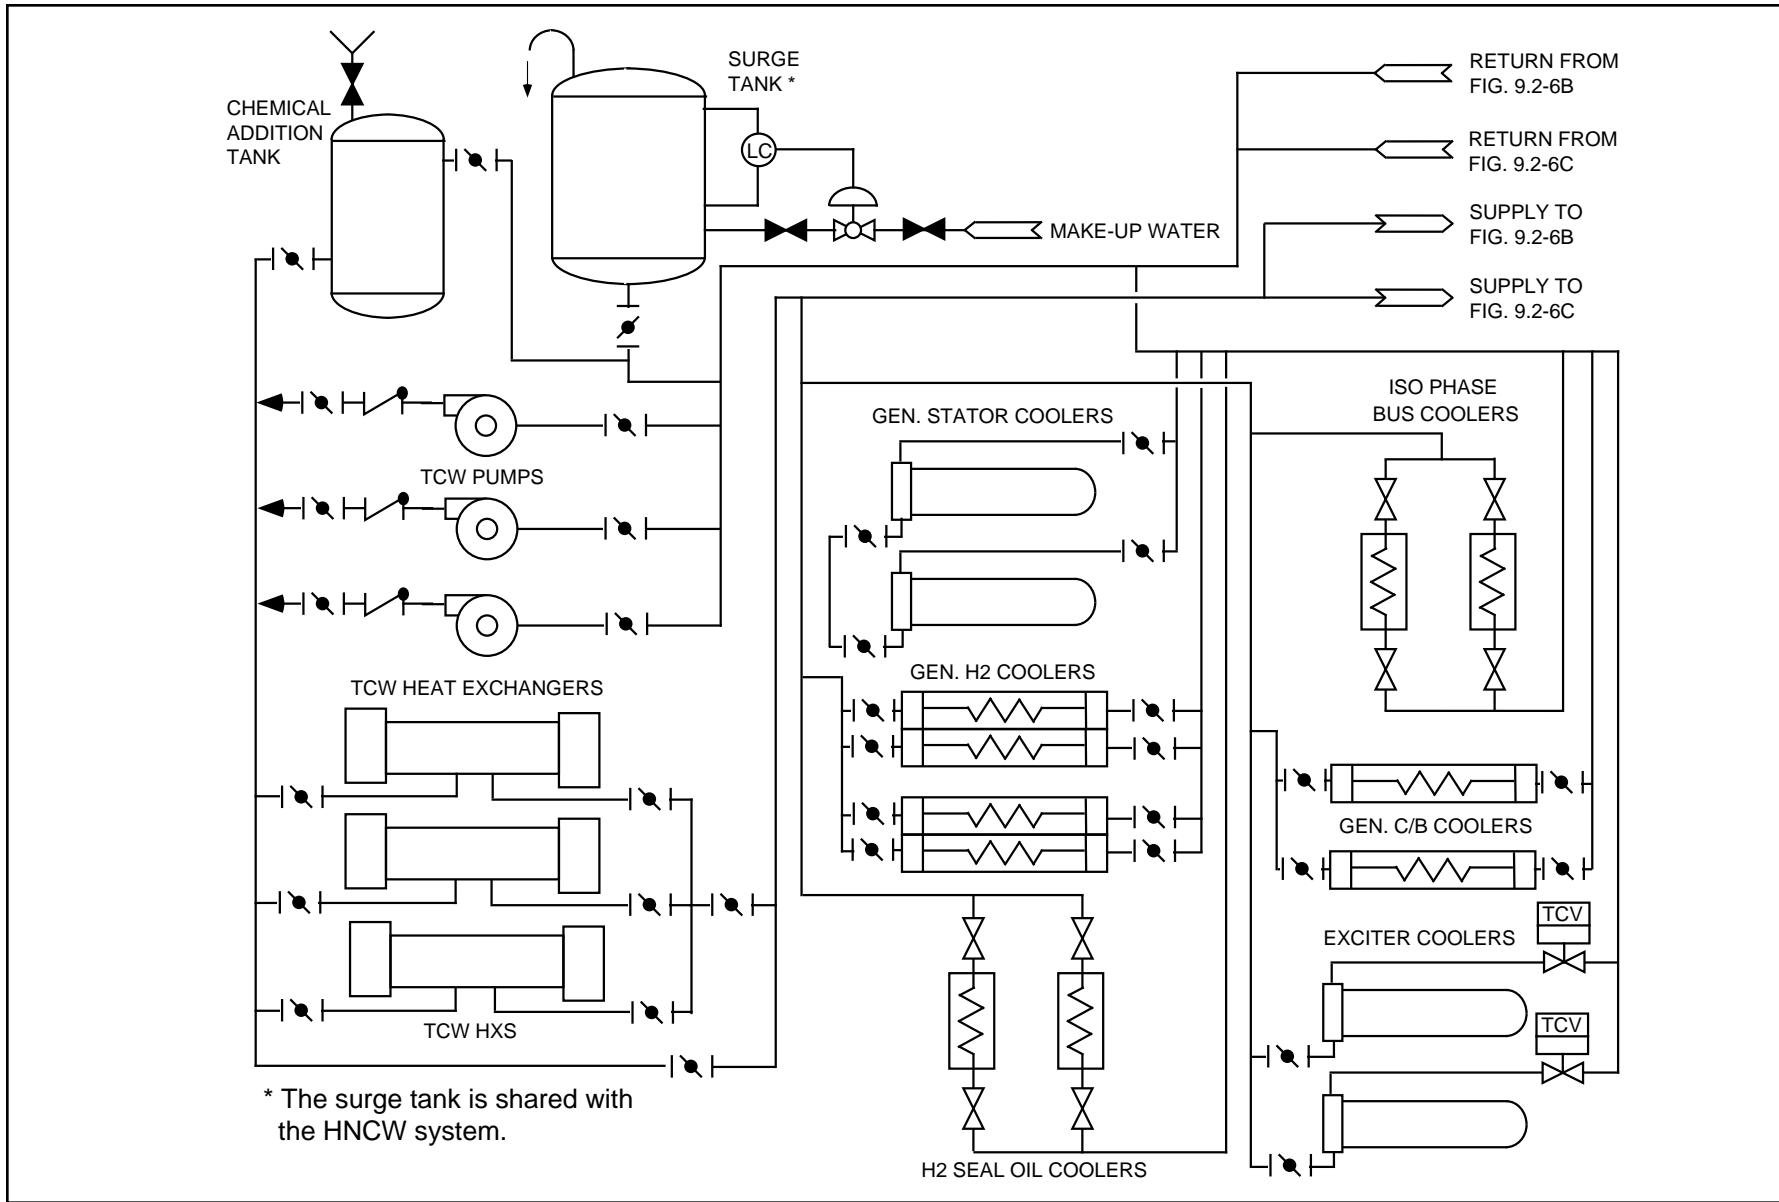 SURGE
TANK *
RETURN FROM
FIG. 9.2-6B
CHEMICAL
ADDITION
TANK
LC
RETURN FROM
FIG. 9.2-6C
MAKE-UP WATER
SUPPLY TO
FIG. 9.2-6B
SUPPLY TO
FIG. 9.2-6C
GEN. STATOR COOLERS
ISO PHASE
BUS COOLERS
TCW PUMPS
GEN. H2 COOLERS
TCW HEAT EXCHANGERS
GEN. C/B COOLERS
TCV
EXCITER COOLERS
TCW HXS
TCV
* The surge tank is shared with
the HNCW system.
H2 SEAL OIL COOLERS